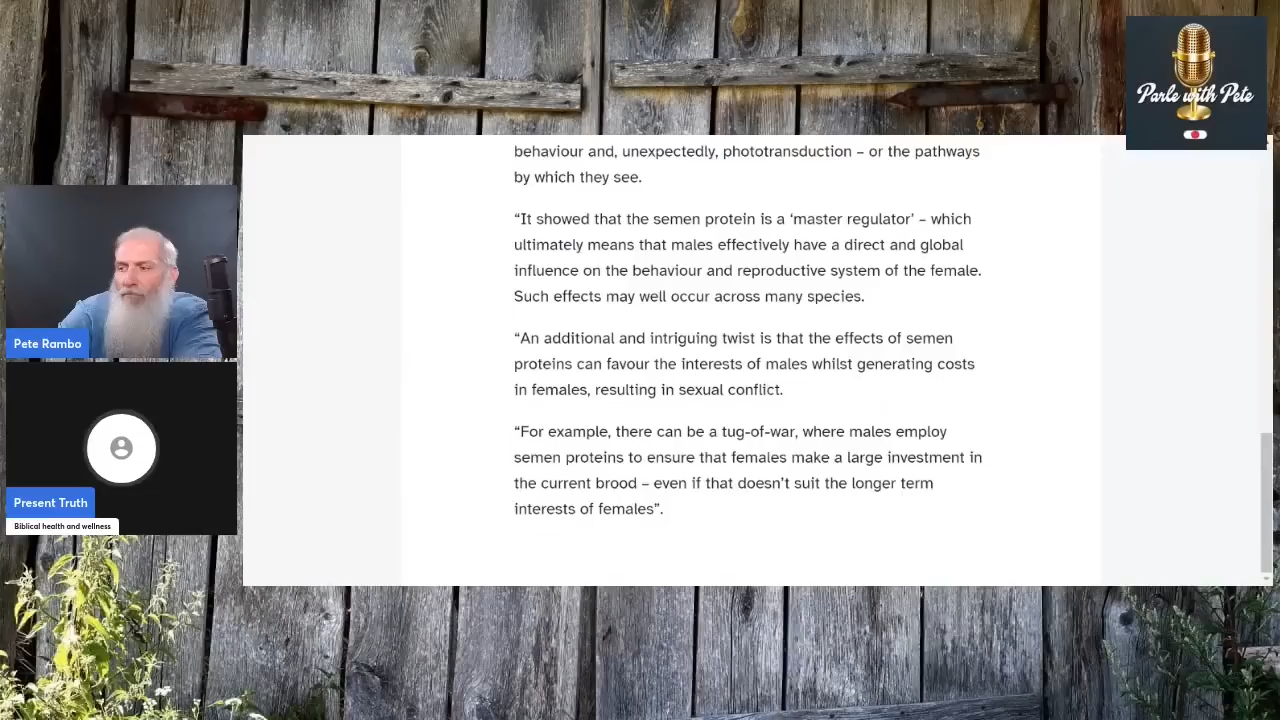 Parle with Pete
behaviour and, unexpectedly, phototransduction – or the pathways
by which they see.
“It showed that the semen protein is a ‘master regulator’ – which
ultimately means that males effectively have a direct and global
influence on the behaviour and reproductive system of the female.
Such effects may well occur across many species.
“An additional and intriguing twist is that the effects of semen
proteins can favour the interests of males whilst generating costs
in females, resulting in sexual conflict.
“For example, there can be a tug-of-war, where males employ
semen proteins to ensure that females make a large investment in
the current brood – even if that doesn’t suit the longer term
interests of females”.
Pete Rambo
Present Truth
Biblical health and wellness